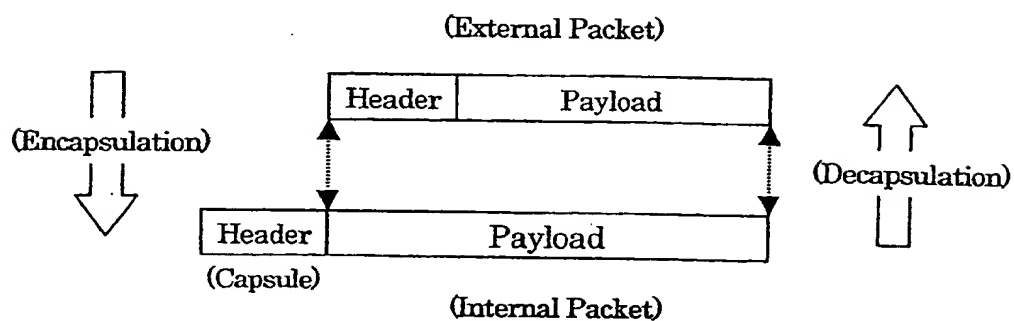 (External Packet)
Header Payload
(Encapsulation)
(Decapsulation)
Header Payload
(Capsule)
(Internal Packet)